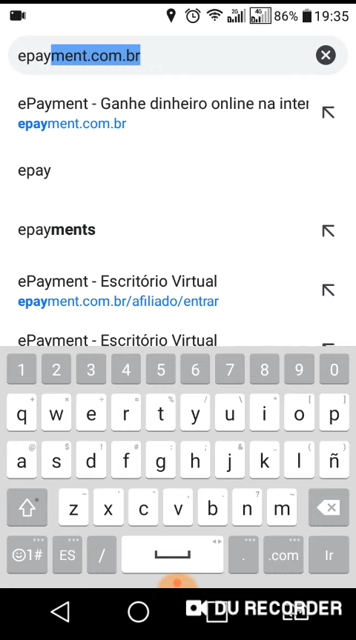 2G 4G 86% 19:35
epayment.com.br
ePayment - Ganhe dinheiro online na inter
epayment.com.br
epay
epayments
ePayment - Escritório Virtual
epayment.com.br/afiliado/entrar
ePayment - Escritório Virtual
1 2 3 4 5 6 7 8 9 0
q w e r t y u i o p
a s d f g h j k l ñ
z x c v b n m
1# ES / . .com Ir
DU RECORDER